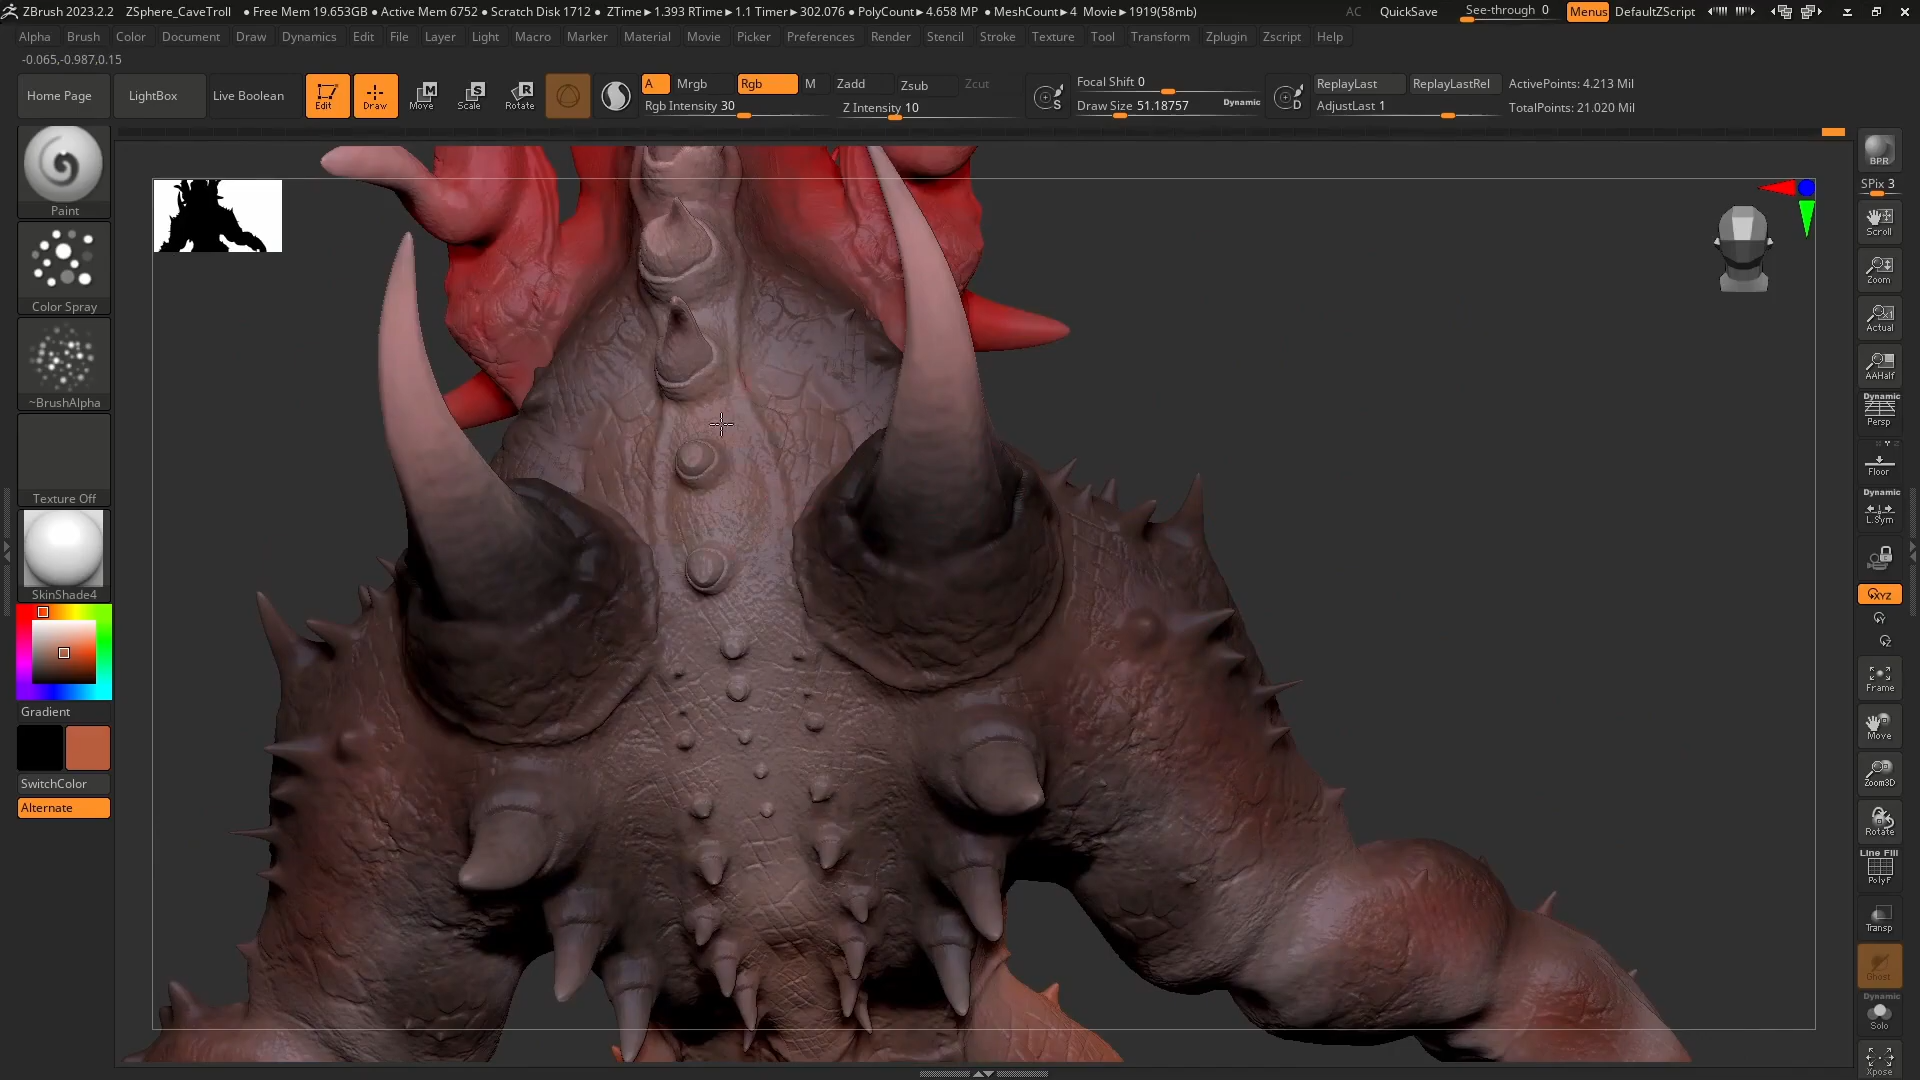 ZBrush 2023.2.2 ZSphere_CaveTroll ● Free Mem 19.653GB ● Active Mem 6752 ● Scratch Disk 1712 ● ZTime►1.393 RTime►1.1 Timer►302.076 ● PolyCount►4.658 MP ● MeshCount►4 Movie►1919(58mb) AC QuickSave See-through 0 Menus DefaultZScript
Alpha Brush Color Document Draw Dynamics Edit File Layer Light Macro Marker Material Movie Picker Preferences Render Stencil Stroke Texture Tool Transform Zplugin Zscript Help
-0.065,-0.987,0.15
Home Page LightBox Live Boolean Edit Draw Move Scale Rotate
A Mrgb Rgb M Zadd Zsub Zcut
Rgb Intensity 30 Z Intensity 10
Focal Shift 0
Draw Size 51.18757 Dynamic
ReplayLast ReplayLastRel ActivePoints: 4.213 Mil
AdjustLast 1 TotalPoints: 21.020 Mil
Paint
Color Spray
~BrushAlpha
Texture Off
SkinShade4
Gradient
SwitchColor
Alternate
BPR
SPix 3
Scroll
Zoom
Actual
AAHalf
Dynamic
Persp
Floor
Dynamic
L.Sym
XYZ
Frame
Move
Zoom3D
Rotate
Line Fill
PolyF
Transp
Ghost
Dynamic
Solo
Xpose